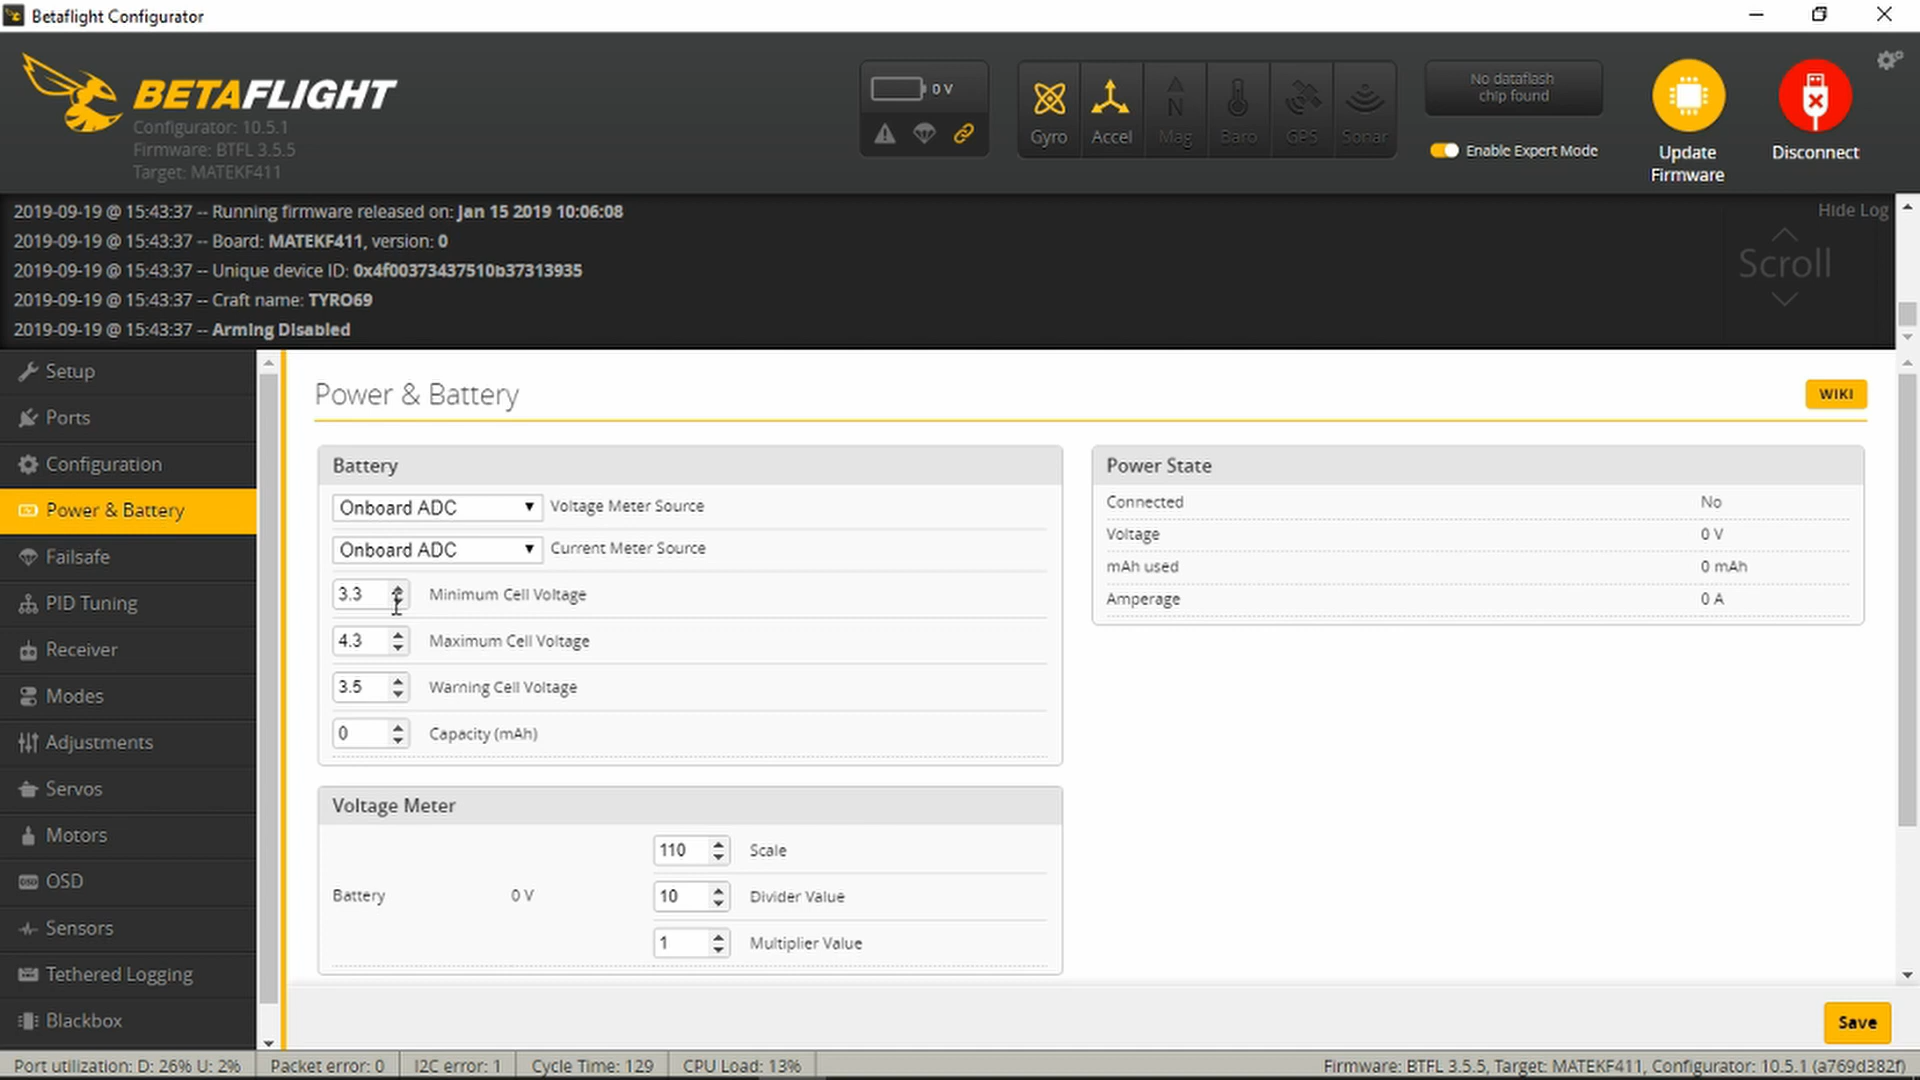 Betaflight Configurator
BETAFLIGHT
Configurator: 10.5.1
Firmware: BTFL 3.5.5
Target: MATEKF411
0 V
Gyro
Accel
Mag
Baro
GPS
Sonar
No dataflash
chip found
Enable Expert Mode
Update
Firmware
Disconnect
2019-09-19 @ 15:43:37 -- Running firmware released on: Jan 15 2019 10:06:08
2019-09-19 @ 15:43:37 -- Board: MATEKF411, version: 0
2019-09-19 @ 15:43:37 -- Unique device ID: 0x4f00373437510b37313935
2019-09-19 @ 15:43:37 -- Craft name: TYRO69
2019-09-19 @ 15:43:37 -- Arming Disabled
Hide Log
Scroll
Setup
Ports
Configuration
Power & Battery
Failsafe
PID Tuning
Receiver
Modes
Adjustments
Servos
Motors
OSD
Sensors
Tethered Logging
Blackbox
Power & Battery
WIKI
Battery
Onboard ADC Voltage Meter Source
Onboard ADC Current Meter Source
3.3 Minimum Cell Voltage
4.3 Maximum Cell Voltage
3.5 Warning Cell Voltage
0 Capacity (mAh)
Power State
Connected No
Voltage 0 V
mAh used 0 mAh
Amperage 0 A
Voltage Meter
Battery 0 V
110 Scale
10 Divider Value
1 Multiplier Value
Save
Port utilization: D: 26% U: 2% Packet error: 0 I2C error: 1 Cycle Time: 129 CPU Load: 13% Firmware: BTFL 3.5.5, Target: MATEKF411, Configurator: 10.5.1 (a769d382f)